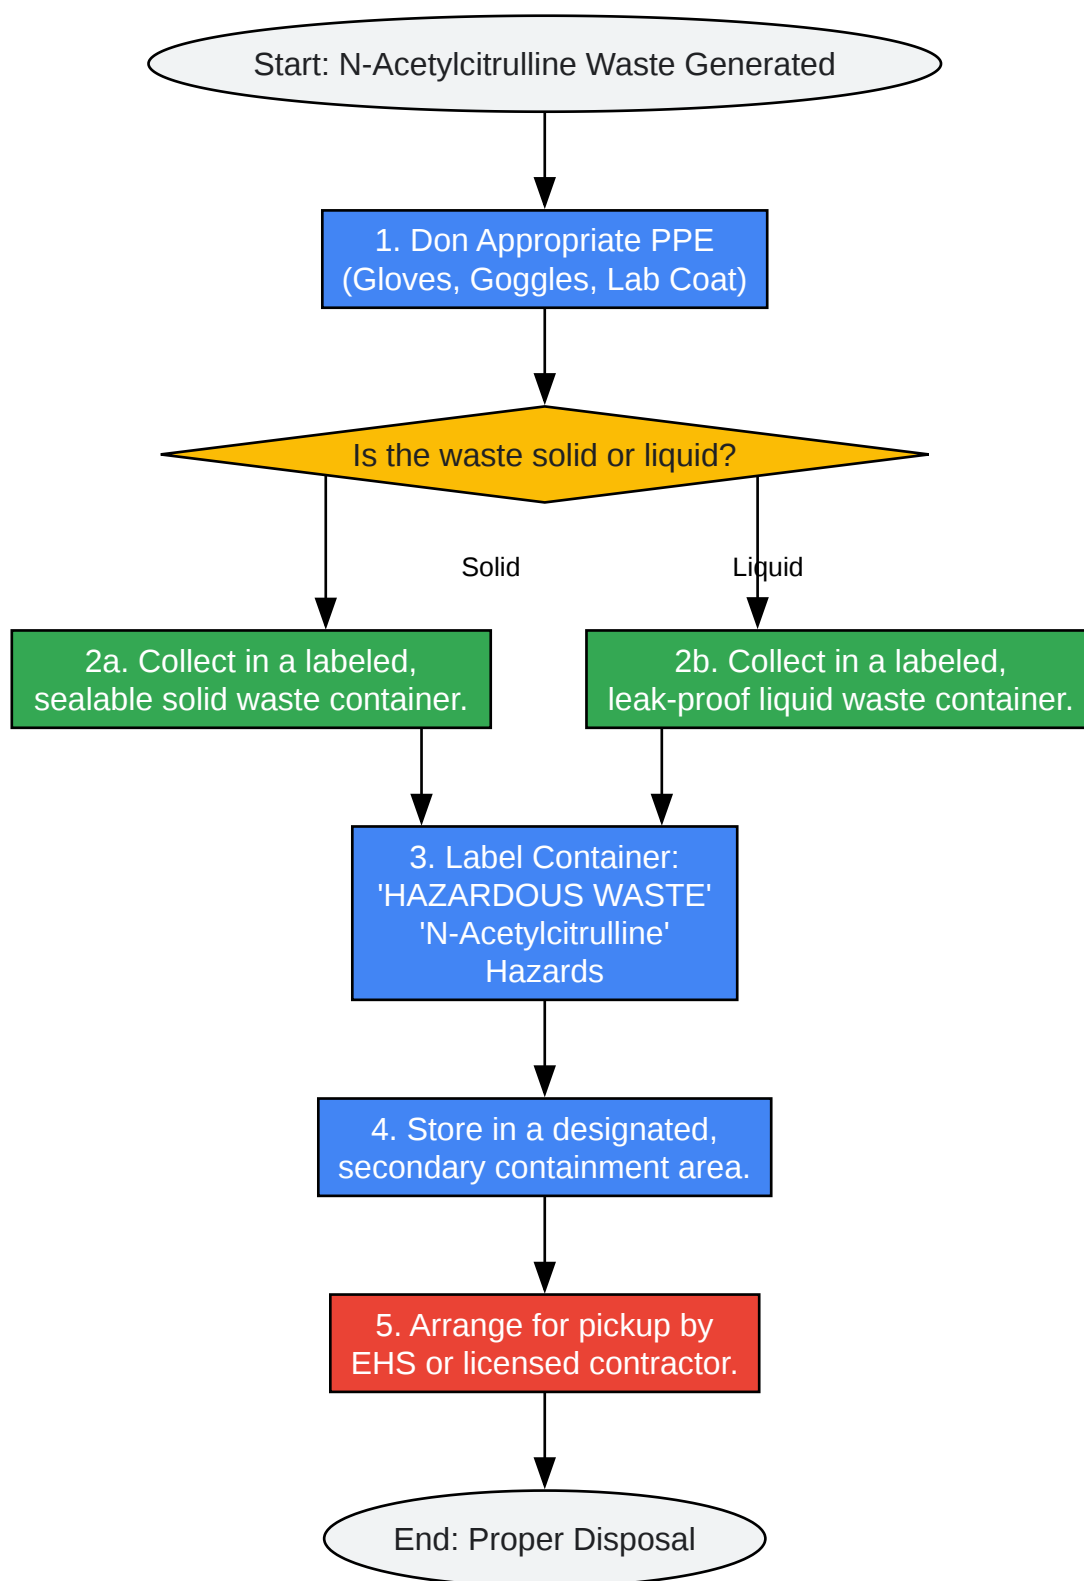 Start: N-Acetylcitrulline Waste Generated
1. Don Appropriate PPE
(Gloves, Goggles, Lab Coat)
Is the waste solid or liquid?
Solid
Liquid
2a. Collect in a labeled,
sealable solid waste container.
2b. Collect in a labeled,
leak-proof liquid waste container.
3. Label Container:
'HAZARDOUS WASTE'
'N-Acetylcitrulline'
Hazards
4. Store in a designated,
secondary containment area.
5. Arrange for pickup by
EHS or licensed contractor.
End: Proper Disposal